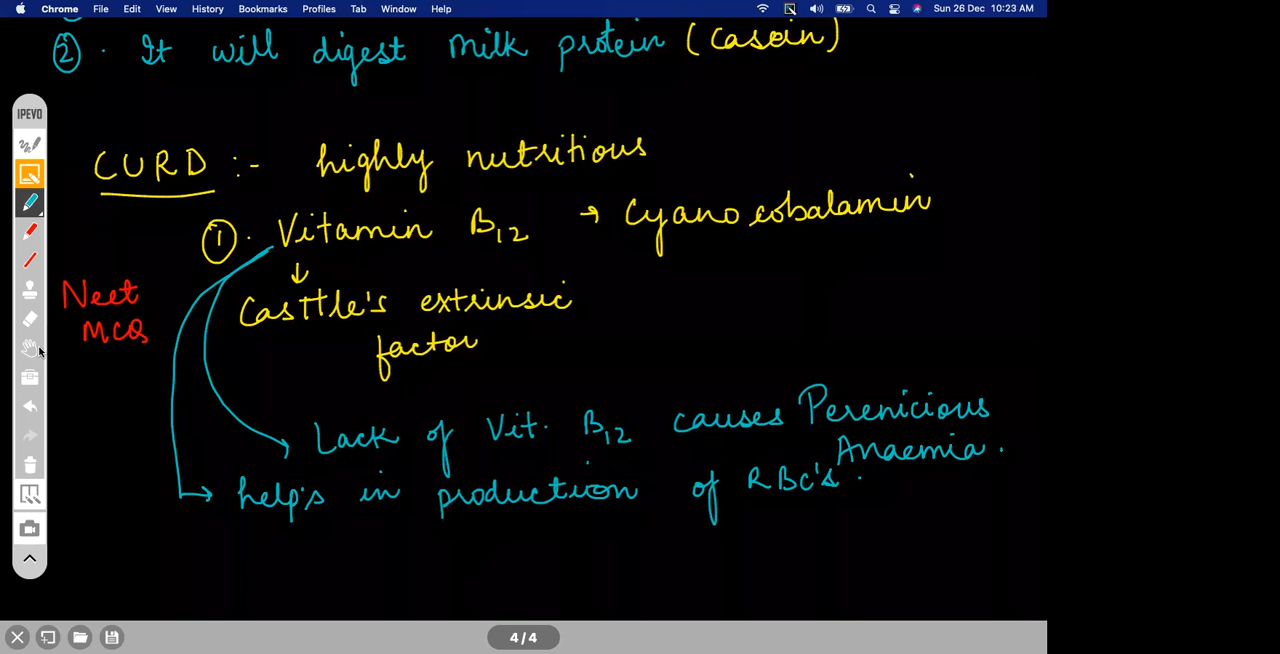 Chrome File Edit View History Bookmarks Profiles Tab Window Help Sun 26 Dec 10:23 AM
② · It will digest milk protein (casein)
IPEVO
CURD :- highly nutritious
① · Vitamin B12 → Cyanocobalamin
↓
Casttle's extrinsic
factor
Neet
MCQ
Lack of Vit. B12 causes Perenicious
Anaemia.
→ help's in production of RBC's.
4/4